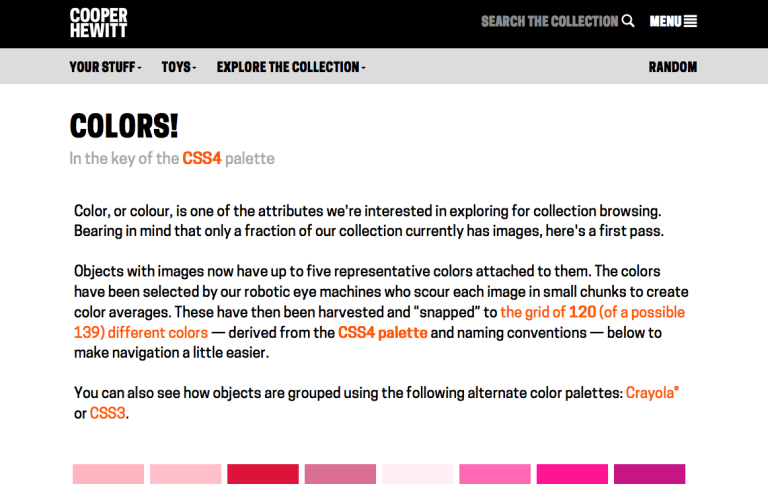 COOPER
HEWITT
SEARCH THE COLLECTION
MENU
YOUR STUFF
TOYS
EXPLORE THE COLLECTION
RANDOM
COLORS!
In the key of the CSS4 palette
Color, or colour, is one of the attributes we're interested in exploring for collection browsing.
Bearing in mind that only a fraction of our collection currently has images, here's a first pass.
Objects with images now have up to five representative colors attached to them. The colors
have been selected by our robotic eye machines who scour each image in small chunks to create
color averages. These have then been harvested and “snapped” to the grid of 120 (of a possible
139) different colors — derived from the CSS4 palette and naming conventions — below to
make navigation a little easier.
You can also see how objects are grouped using the following alternate color palettes: Crayola®
or CSS3.